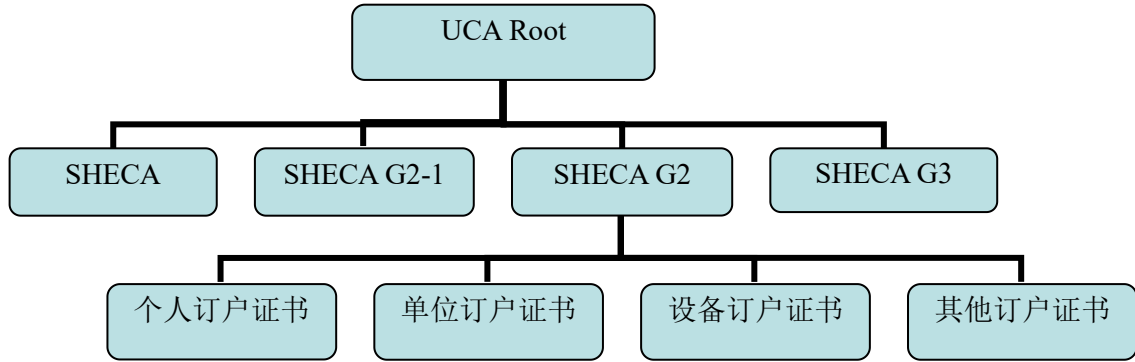 UCA Root
SHECA
SHECA G2-1
SHECA G2
SHECA G3
个人订户证书
单位订户证书
设备订户证书
其他订户证书